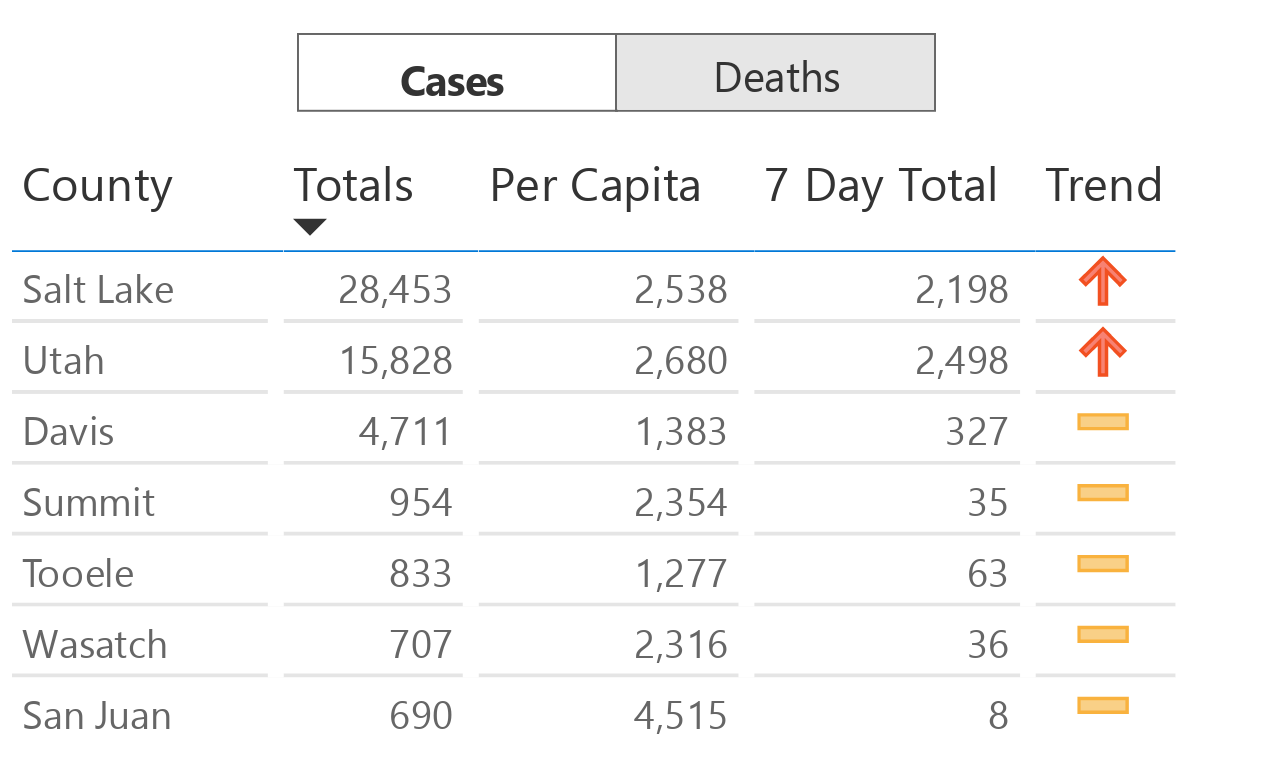 Cases Deaths
County Totals Per Capita 7 Day Total Trend
Salt Lake 28,453 2,538 2,198
Utah 15,828 2,680 2,498
Davis 4,711 1,383 327
Summit 954 2,354 35
Tooele 833 1,277 63
Wasatch 707 2,316 36
San Juan 690 4,515 8